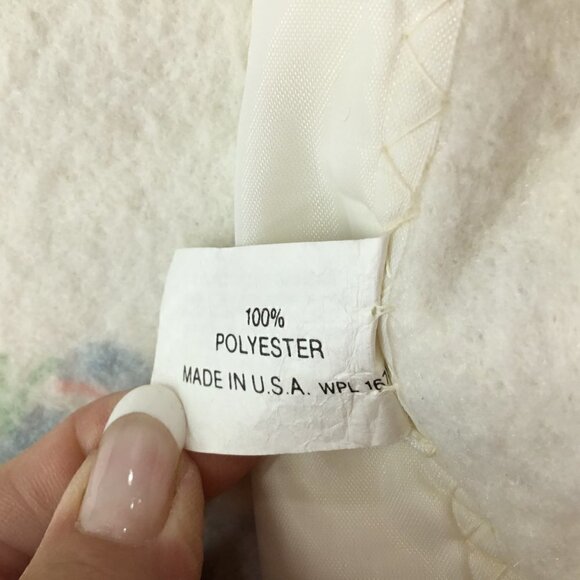 100%
POLYESTER
MADE IN U.S.A. WPL